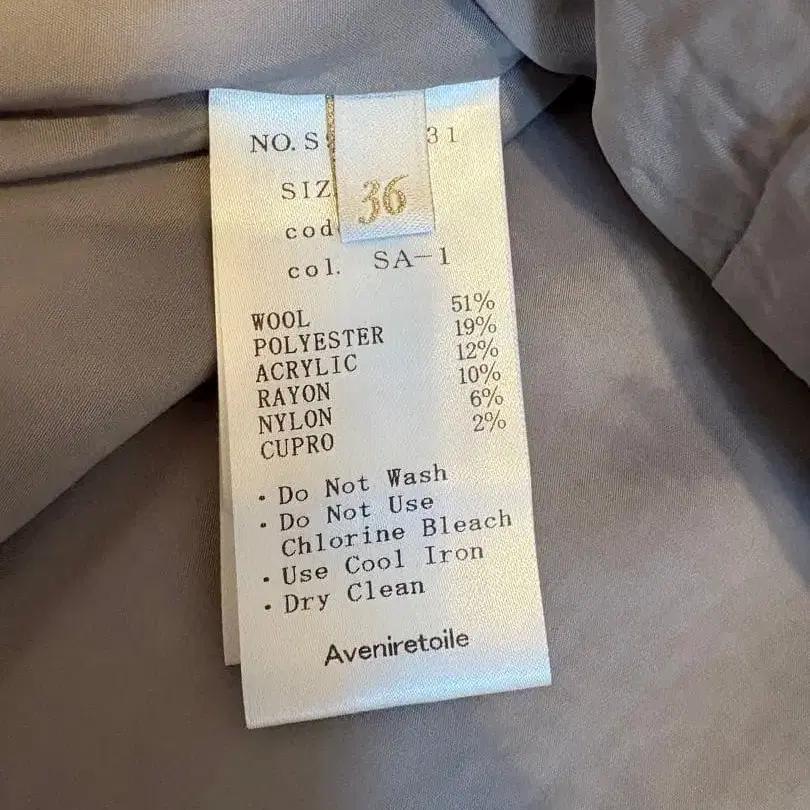 NO. S 31
SIZ
36
cod
col. SA-1
WOOL 51%
POLYESTER 19%
ACRYLIC 12%
RAYON 10%
NYLON 6%
CUPRO 2%
· Do Not Wash
· Do Not Use
Chlorine Bleach
· Use Cool Iron
· Dry Clean
Aveniretoile